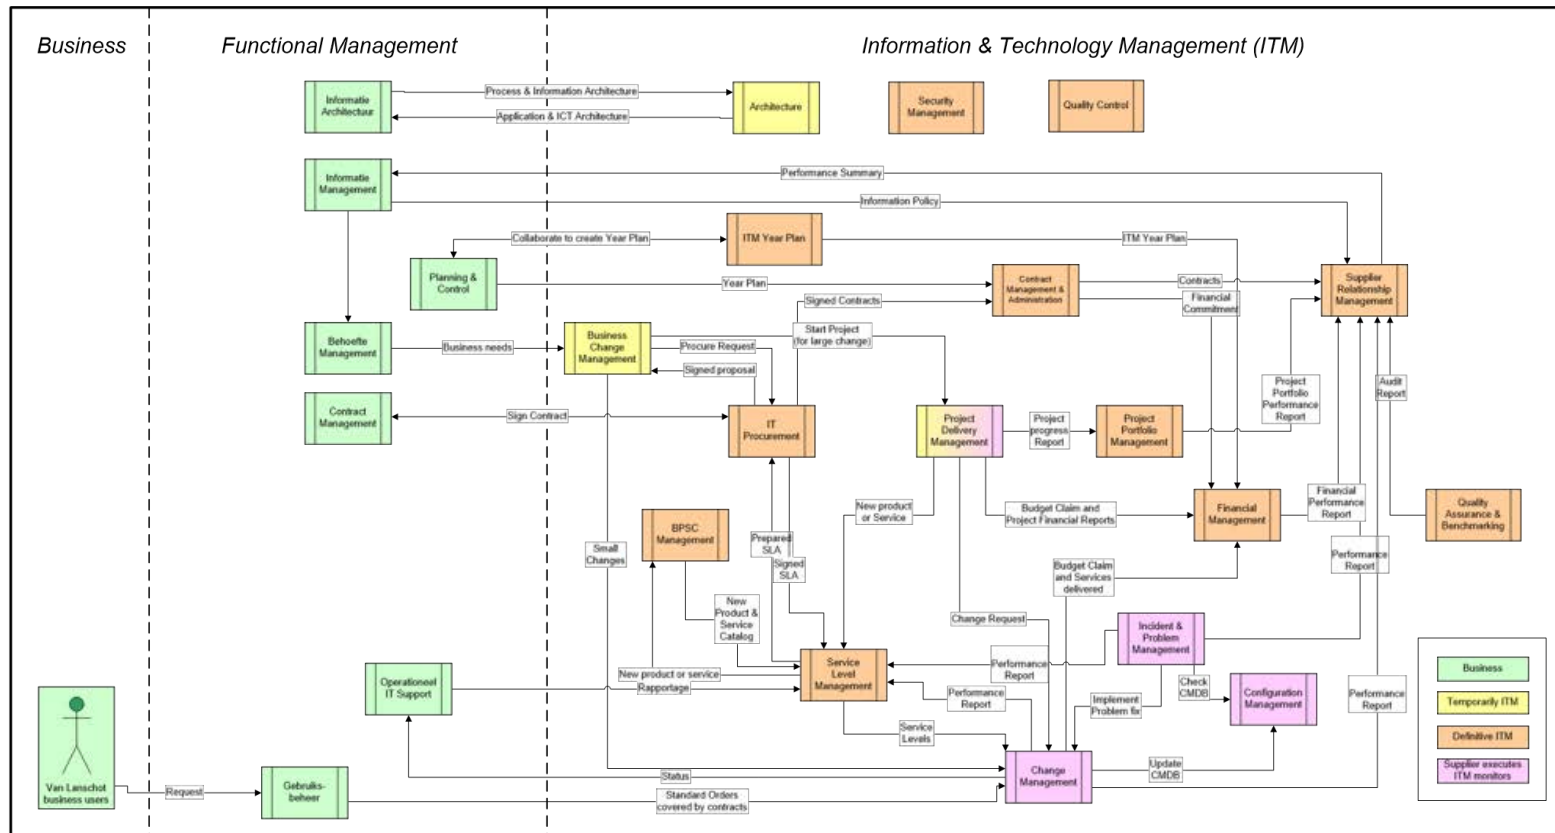 Business
Functional Management
Information & Technology Management (ITM)
Informatie
Architectuur
Process & Information Architecture
Application & ICT Architecture
Architecture
Security
Management
Quality Control
Informatie
Management
Performance Summary
Information Policy
Collaborate to create Year Plan
ITM Year Plan
ITM Year Plan
Planning &
Control
Year Plan
Contract
Management &
Administration
Contracts
Supplier
Relationship
Management
Signed Contracts
Financial
Commitment
Behoefte
Management
Business needs
Business
Change
Management
Procure Request
Start Project
(for large change)
Signed proposal
Contract
Management
Sign Contract
IT
Procurement
Project
Delivery
Management
Project
progress
Report
Project
Portfolio
Management
Project
Portfolio
Performance
Report
Audit
Report
New product
or Service
Budget Claim and
Project Financial Reports
Financial
Management
Financial
Performance
Report
Quality
Assurance &
Benchmarking
BPSC
Management
Small
Changes
Prepared
SLA
Signed
SLA
Budget Claim
and Services
delivered
Performance
Report
New
Product &
Service
Catalog
Change Request
Incident &
Problem
Management
New product or service
Rapportage
Service
Level
Management
Performance
Report
Check
CMDB
Configuration
Management
Operationeel
IT Support
Performance
Report
Implement
Problem fix
Performance
Report
Service
Levels
Van Lanschot
business users
Request
Gebruiks-
beheer
Status
Standard Orders
covered by contracts
Change
Management
Update
CMDB
Business
Temporarily ITM
Definitive ITM
Supplier executes
ITM monitors